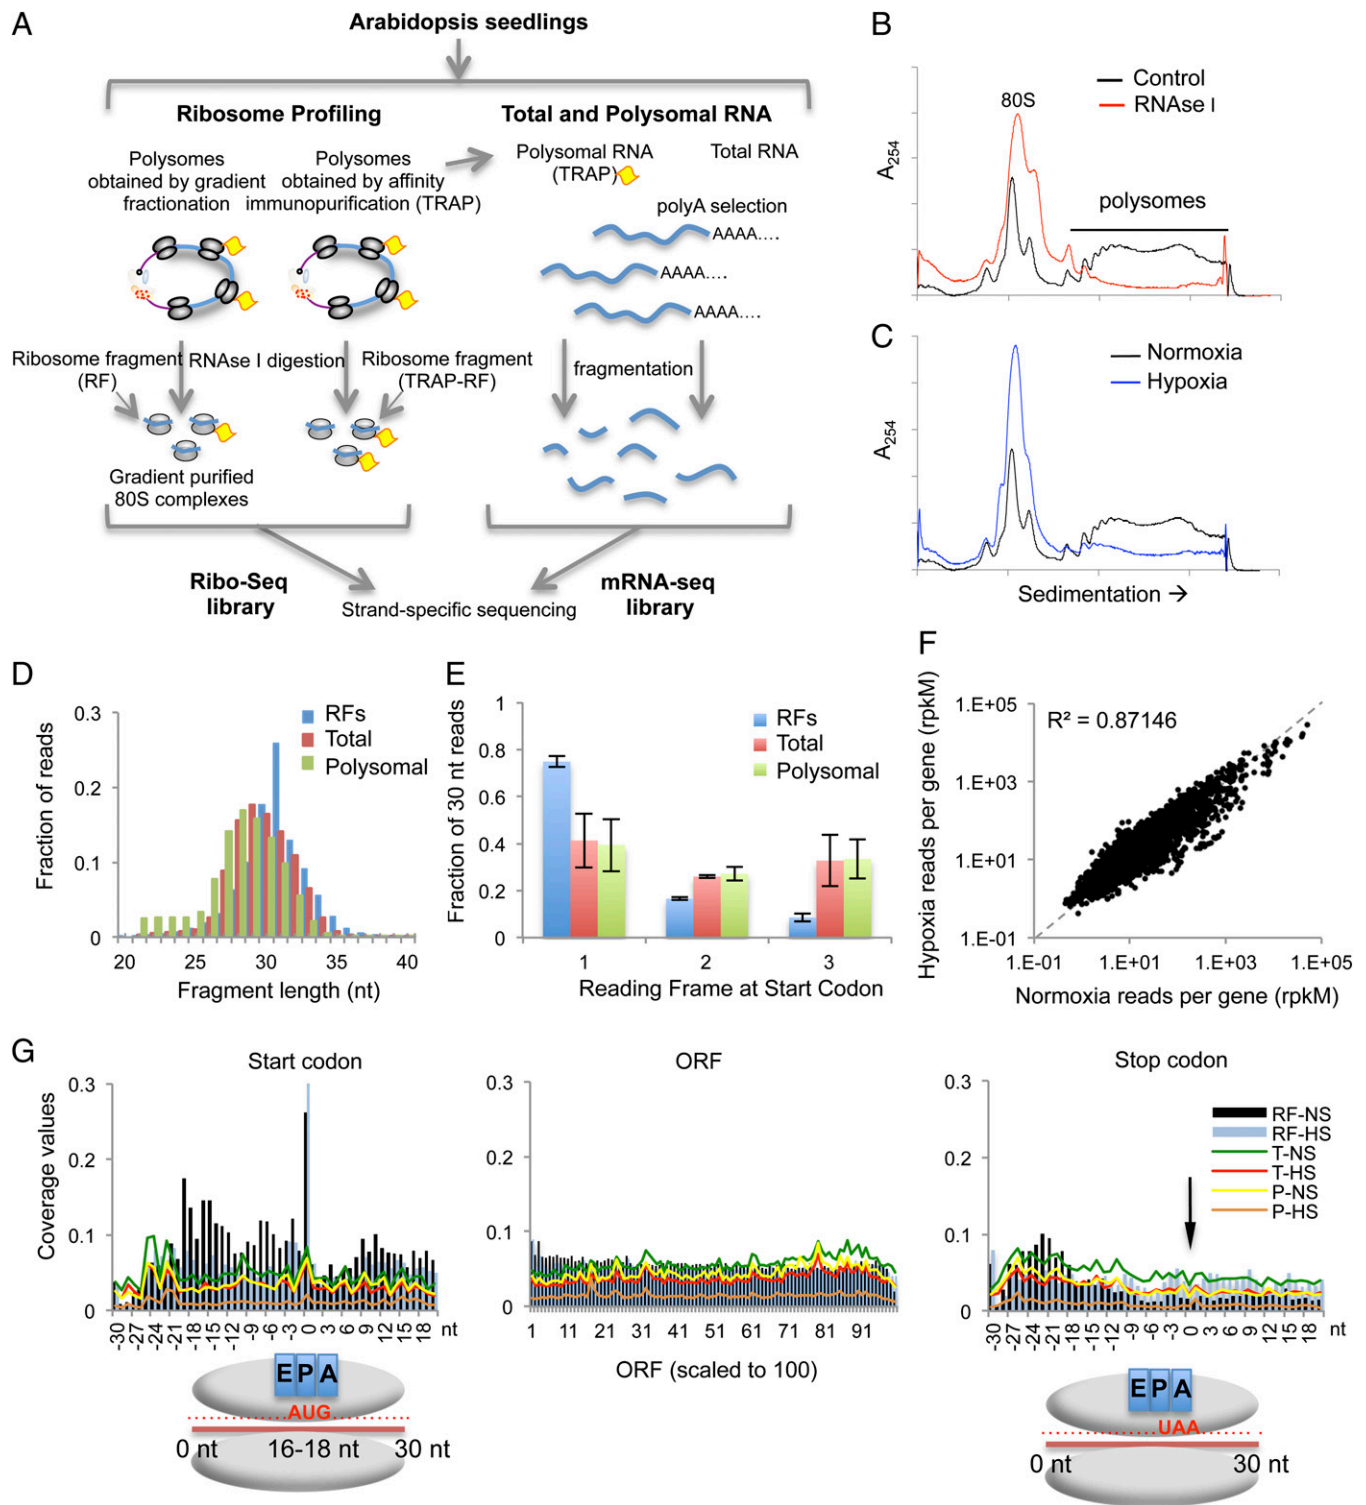 A
Arabidopsis seedlings
Ribosome Profiling
Total and Polysomal RNA
Polysomes
obtained by gradient
fractionation
Polysomes
obtained by affinity
immunopurification (TRAP)
Polysomal RNA
(TRAP)
Total RNA
polyA selection
AAAA....
AAAA....
AAAA....
Ribosome fragment
(RF)
RNAse I digestion
Ribosome fragment
(TRAP-RF)
fragmentation
Gradient purified
80S complexes
Ribo-Seq
library
Strand-specific sequencing
mRNA-seq
library
B
Control
RNAse I
80S
polysomes
A254
C
Normoxia
Hypoxia
A254
Sedimentation →
D
RFs
Total
Polysomal
Fraction of reads
0.3
0.2
0.1
0
20 25 30 35 40
Fragment length (nt)
E
RFs
Total
Polysomal
Fraction of 30 nt reads
1
0.8
0.6
0.4
0.2
0
1 2 3
Reading Frame at Start Codon
F
Hypoxia reads per gene (rpkM)
R² = 0.87146
1.E+05
1.E+03
1.E+01
1.E-01
1.E-01 1.E+01 1.E+03 1.E+05
Normoxia reads per gene (rpkM)
G
Start codon
Coverage values
0.3
0.2
0.1
0
-30 -27 -24 -21 -18 -15 -12 -9 -6 -3 0 3 6 9 12 15 18 nt
E P A
AUG
0 nt 16-18 nt 30 nt
ORF
0.3
0.2
0.1
0
1 11 21 31 41 51 61 71 81 91
ORF (scaled to 100)
Stop codon
0.3
0.2
0.1
0
RF-NS
RF-HS
T-NS
T-HS
P-NS
P-HS
-30 -27 -24 -21 -18 -15 -12 -9 -6 -3 0 3 6 9 12 15 18 nt
E P A
UAA
0 nt 30 nt